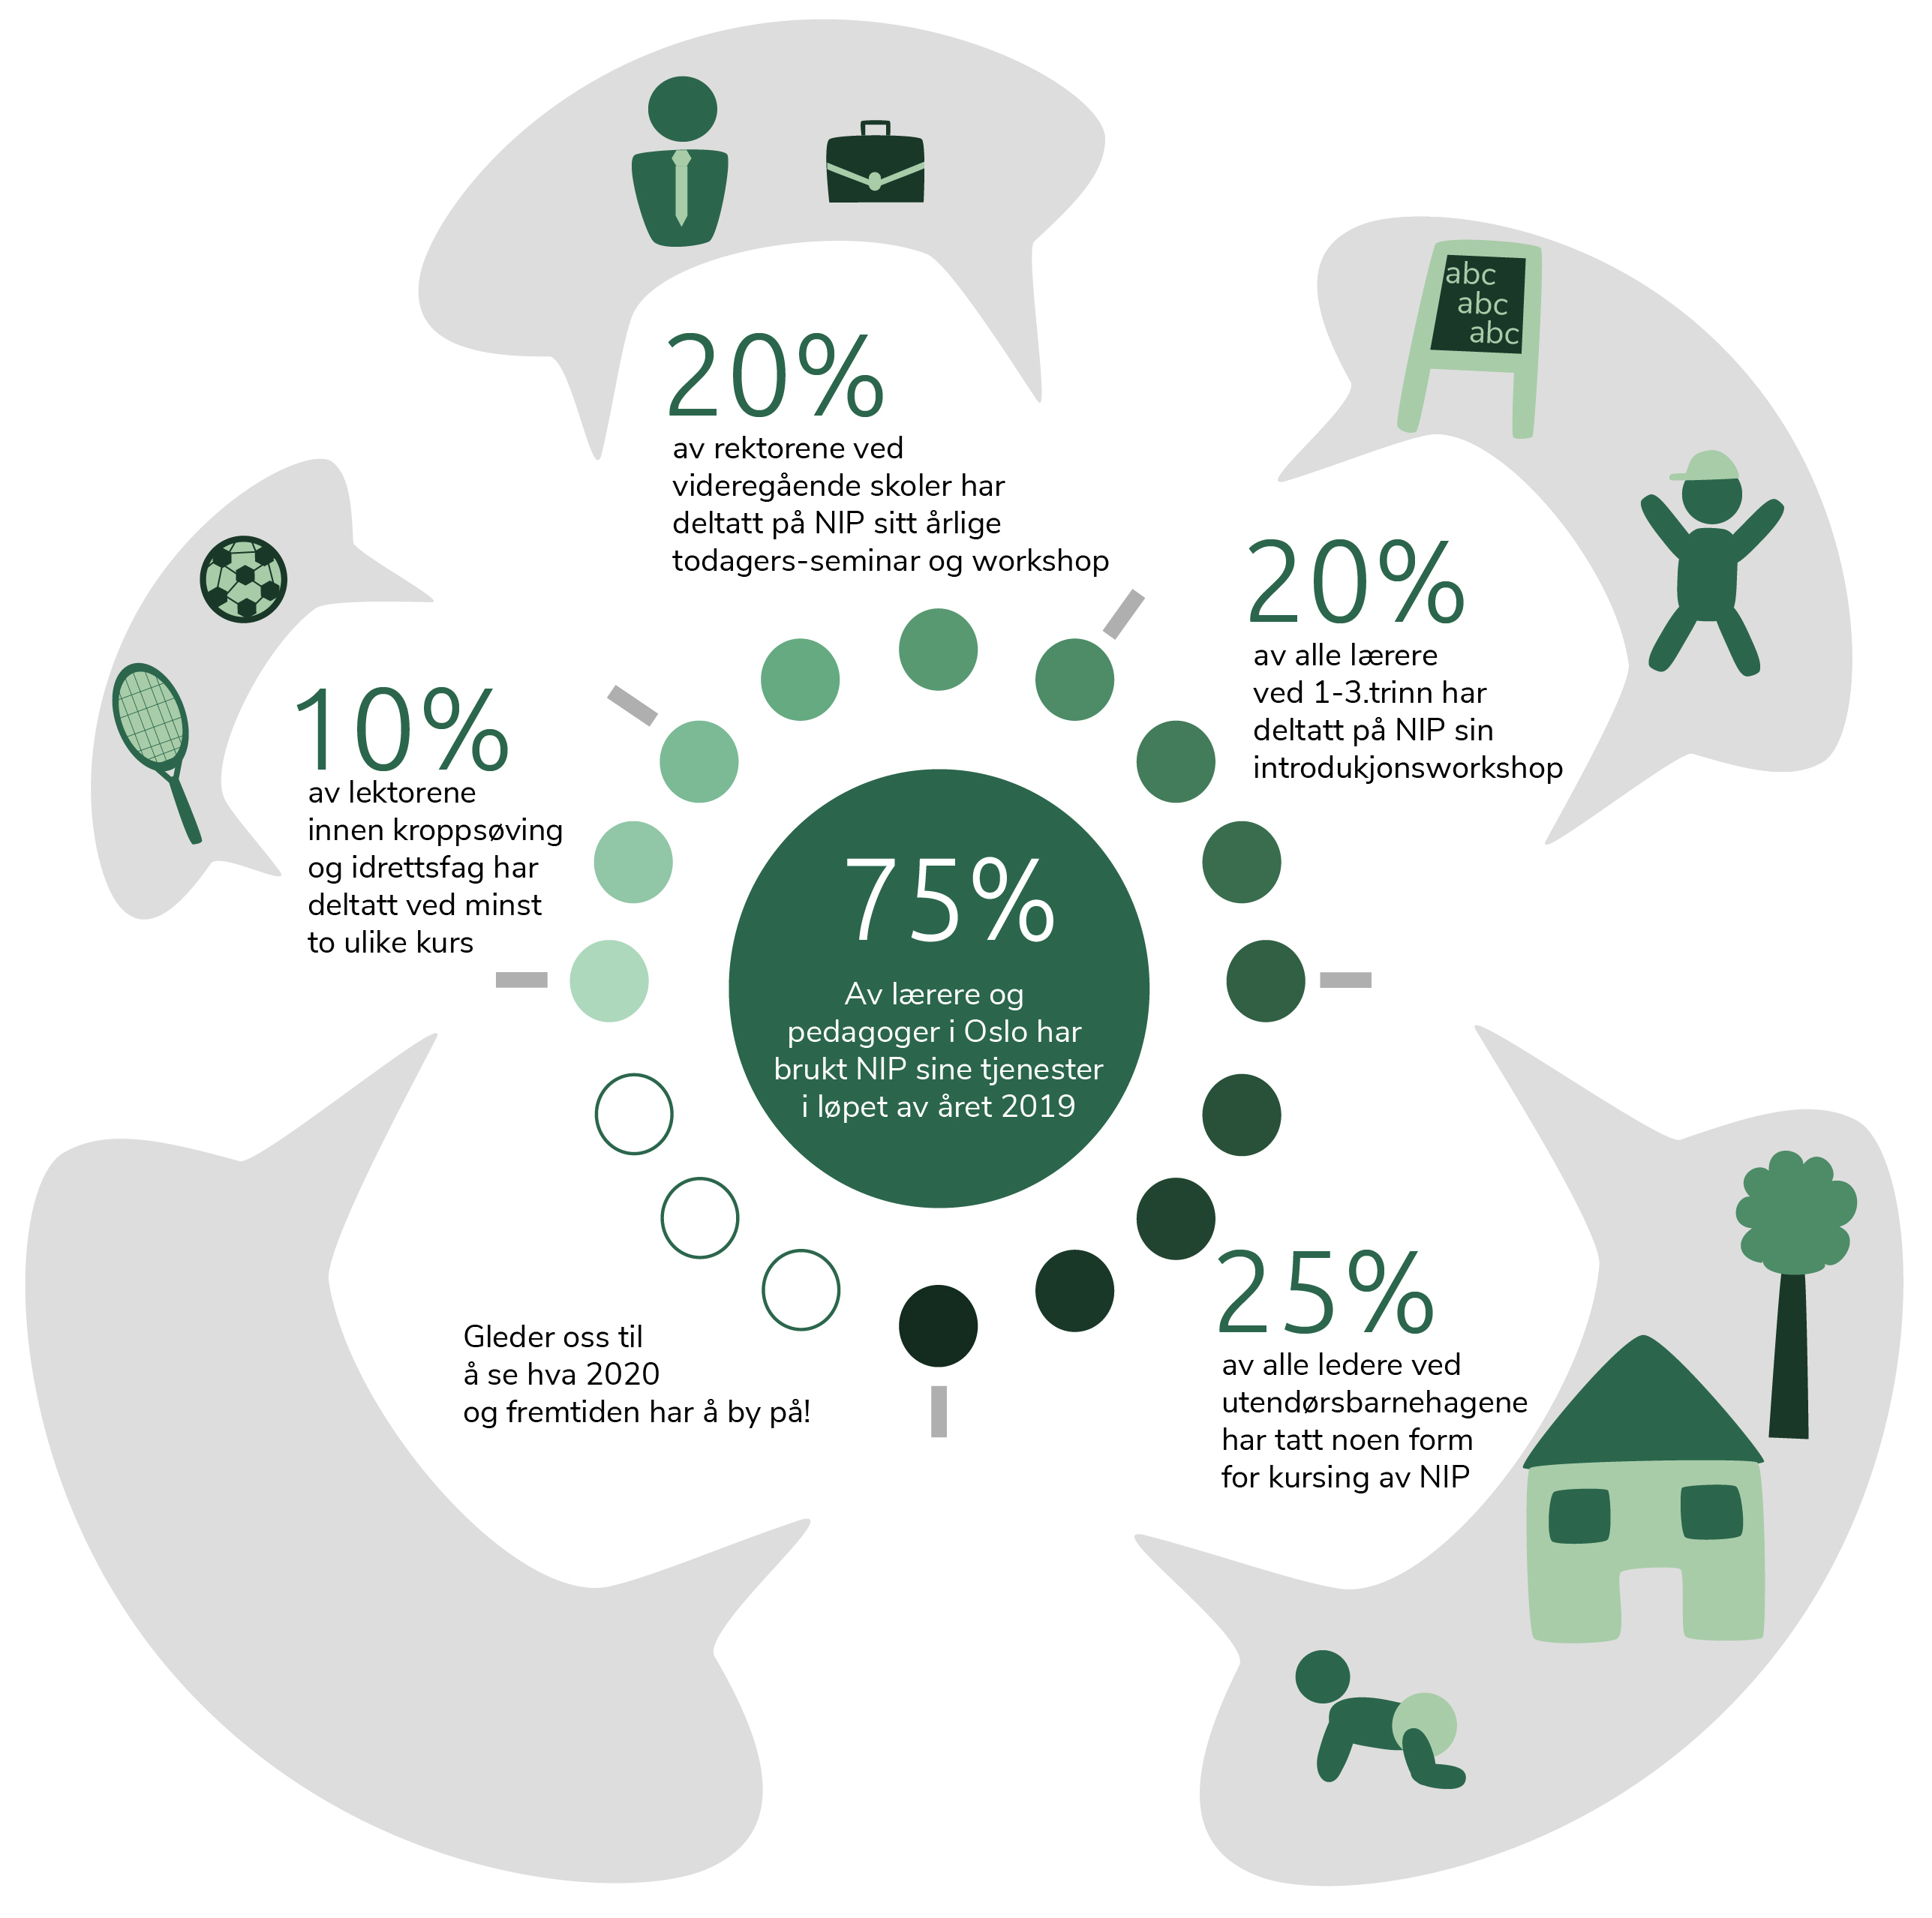 abc
abc
abc
20%
av rektorene ved
videregående skoler har
deltatt på NIP sitt årlige
todagers-seminar og workshop
20%
av alle lærere
ved 1-3.trinn har
deltatt på NIP sin
introdukjonsworkshop
10%
av lektorene
innen kroppsøving
og idrettsfag har
deltatt ved minst
to ulike kurs
75%
Av lærere og
pedagoger i Oslo har
brukt NIP sine tjenester
i løpet av året 2019
25%
av alle ledere ved
utendørsbarnehagene
har tatt noen form
for kursing av NIP
Gleder oss til
å se hva 2020
og fremtiden har å by på!